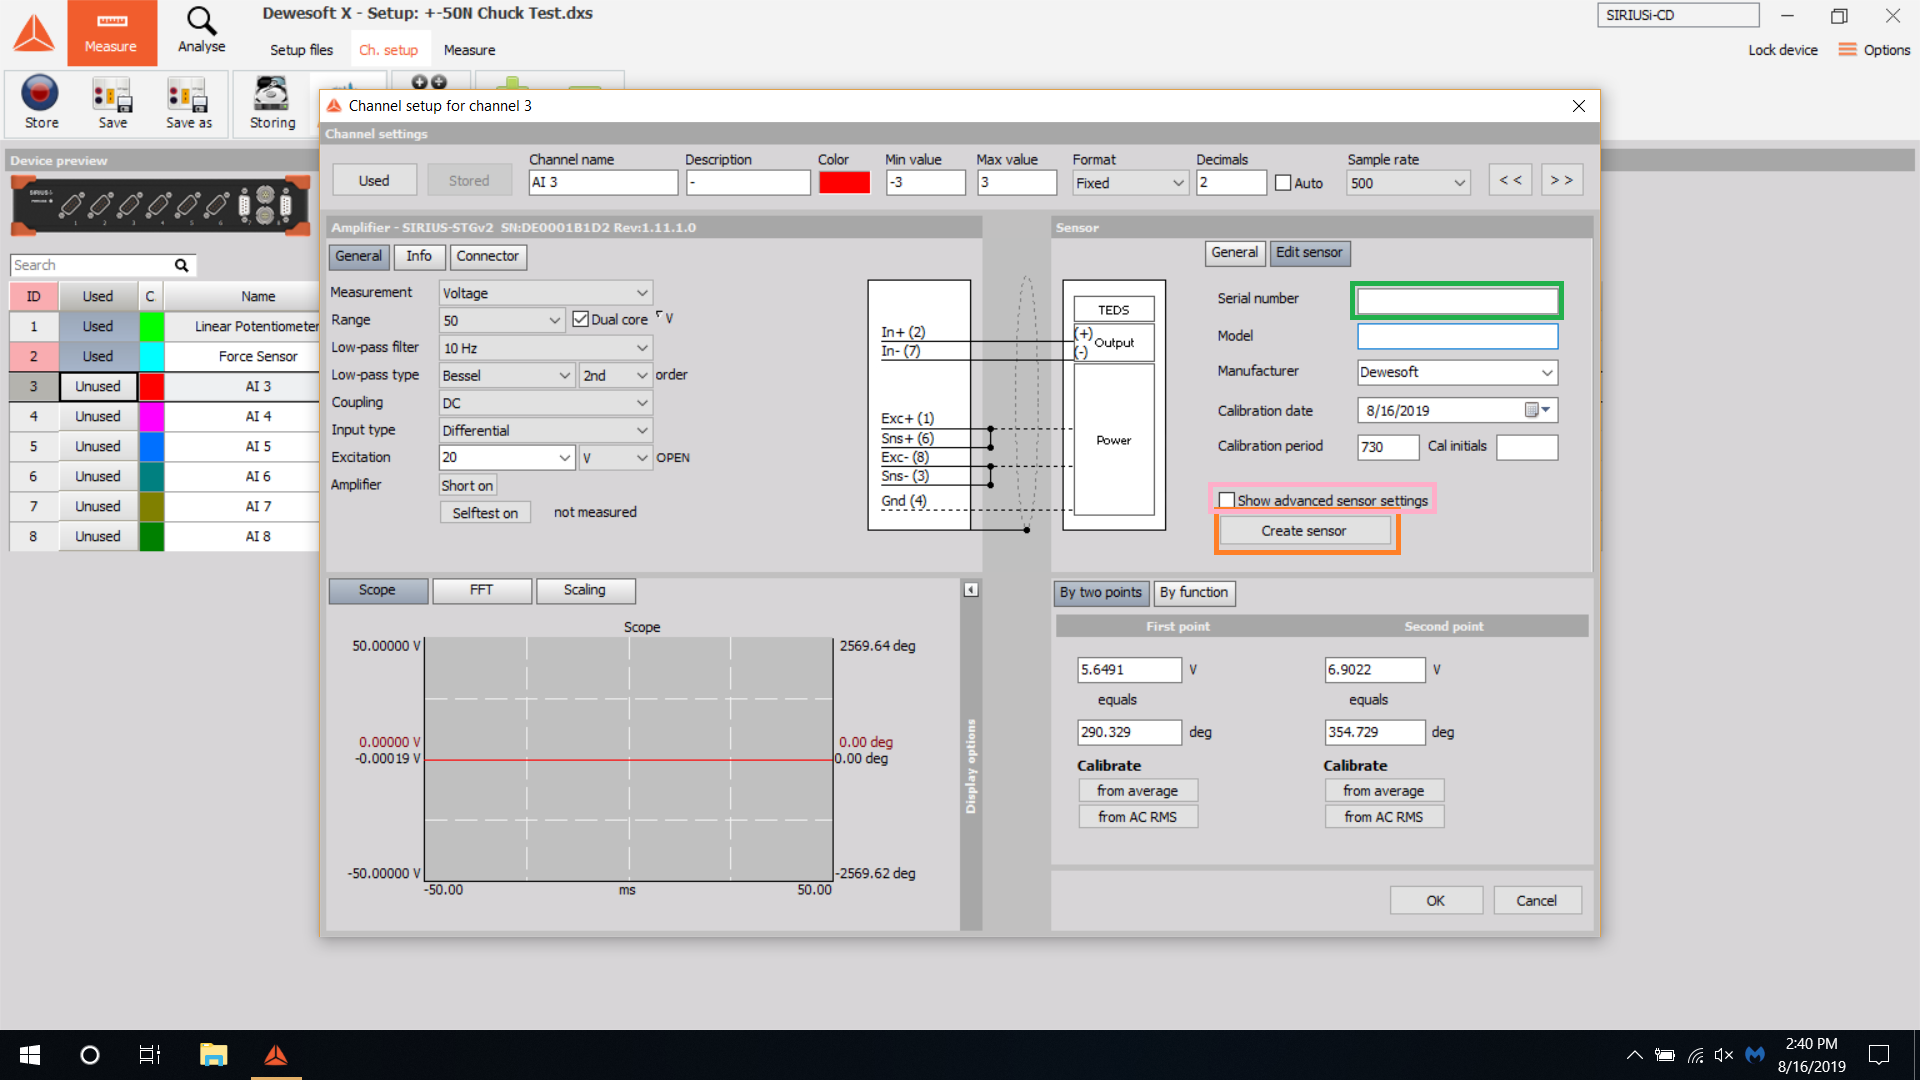 Dewesoft X - Setup: +-50N Chuck Test.dxs
SIRIUSi-CD
Measure
Analyse
Setup files
Ch. setup
Measure
Lock device
Options
Store
Save
Save as
Storing
Channel setup for channel 3
Channel settings
Device preview
Used
Stored
Channel name
AI 3
Description
-
Color
Min value
-3
Max value
3
Format
Fixed
Decimals
2
Auto
Sample rate
500
< <
> >
Amplifier - SIRIUS-STGv2 SN:DE0001B1D2 Rev:1.11.1.0
Sensor
General
Info
Connector
General
Edit sensor
Search
ID
Used
C.
Name
1
Used
Linear Potentiometer
2
Used
Force Sensor
3
Unused
AI 3
4
Unused
AI 4
5
Unused
AI 5
6
Unused
AI 6
7
Unused
AI 7
8
Unused
AI 8
Measurement
Voltage
Range
50
Dual core
V
Low-pass filter
10 Hz
Low-pass type
Bessel
2nd
order
Coupling
DC
Input type
Differential
Excitation
20
V
OPEN
Amplifier
Short on
Selftest on
not measured
In+ (2)
In- (7)
Exc+ (1)
Sns+ (6)
Exc- (8)
Sns- (3)
Gnd (4)
TEDS
(+)
Output
(-)
Power
Serial number
Model
Manufacturer
Dewesoft
Calibration date
8/16/2019
Calibration period
730
Cal initials
Show advanced sensor settings
Create sensor
Scope
FFT
Scaling
Scope
50.00000 V
2569.64 deg
0.00000 V
0.00 deg
-0.00019 V
0.00 deg
-50.00000 V
-2569.62 deg
-50.00
ms
50.00
Display options
By two points
By function
First point
Second point
5.6491
V
6.9022
V
equals
equals
290.329
deg
354.729
deg
Calibrate
Calibrate
from average
from average
from AC RMS
from AC RMS
OK
Cancel
2:40 PM
8/16/2019